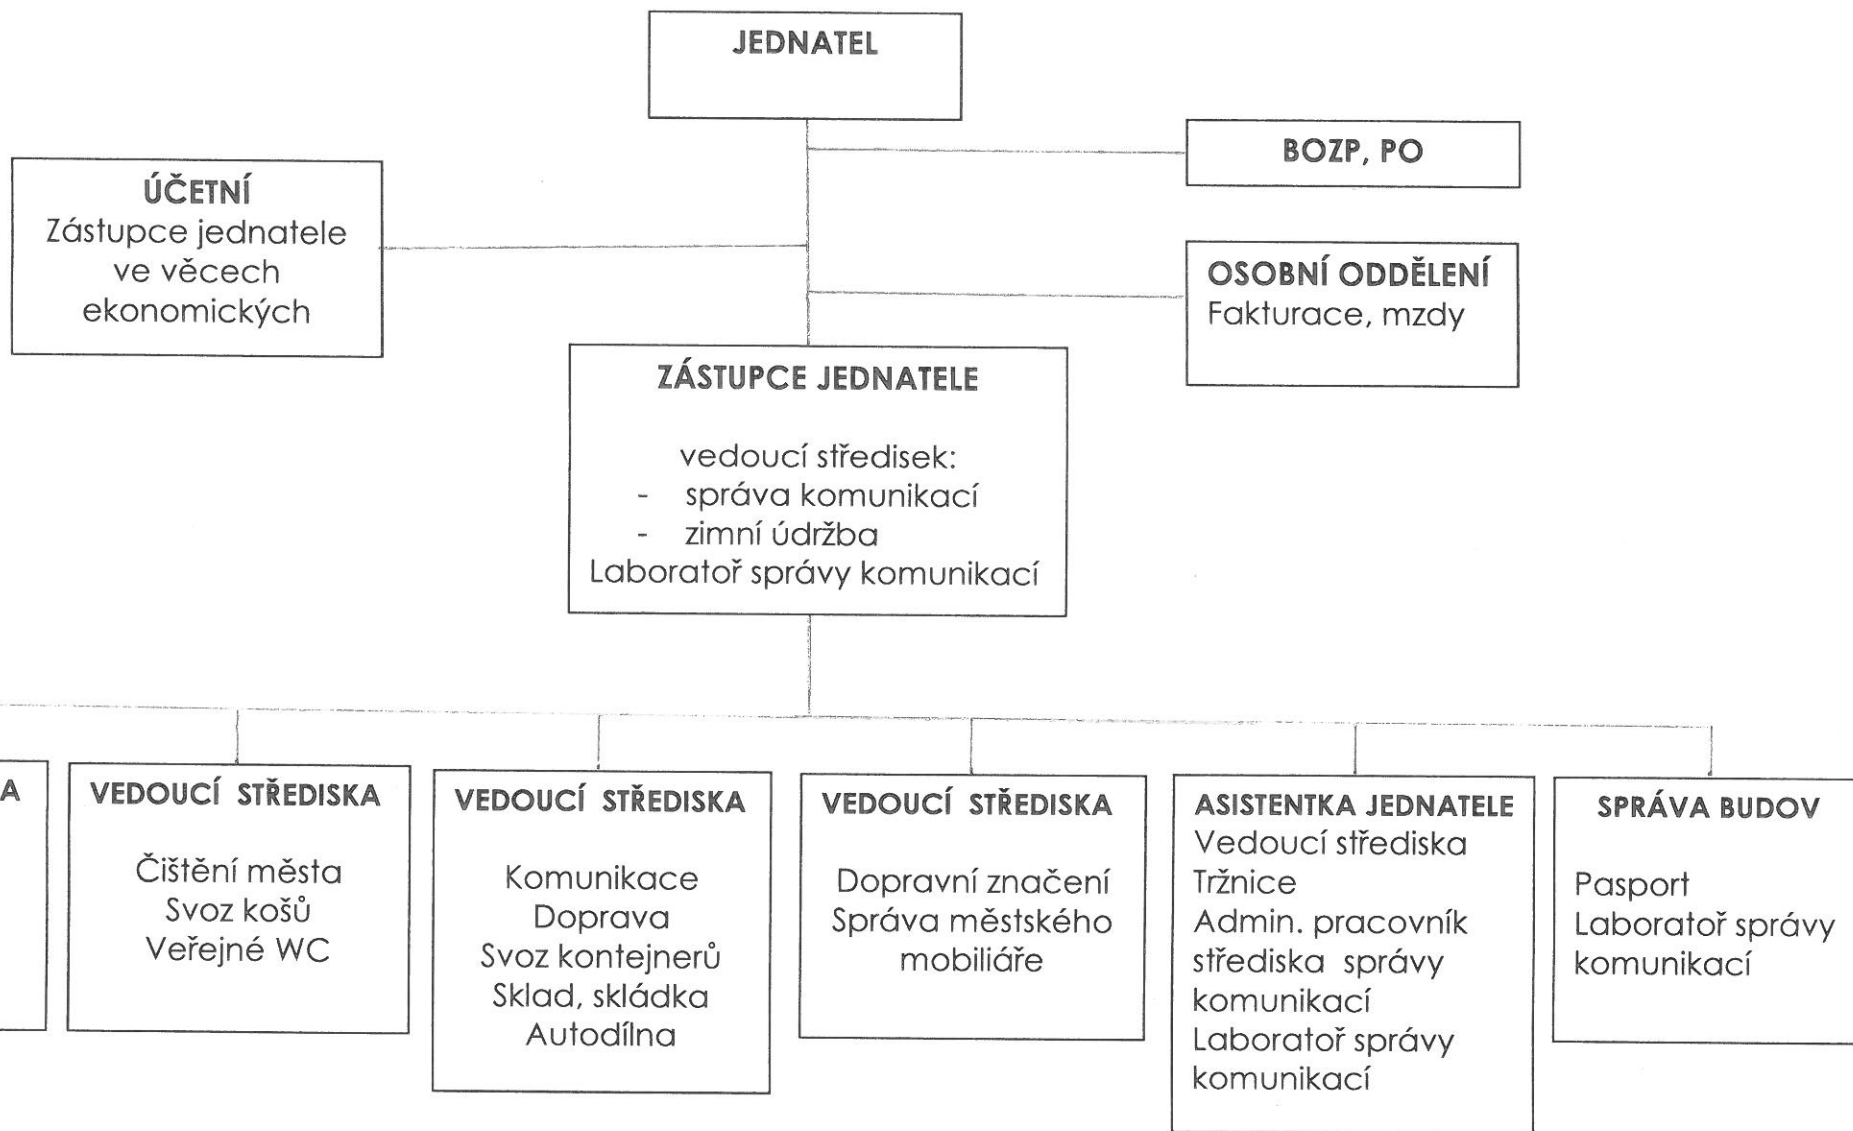 JEDNATEL
BOZP, PO
ÚČETNÍ
Zástupce jednatele
ve věcech
ekonomických
OSOBNÍ ODDĚLENÍ
Fakturace, mzdy
ZÁSTUPCE JEDNATELE
vedoucí středisek:
- správa komunikací
- zimní údržba
Laboratoř správy komunikací
A
VEDOUCÍ STŘEDISKA
Čištění města
Svoz košů
Veřejné WC
VEDOUCÍ STŘEDISKA
Komunikace
Doprava
Svoz kontejnerů
Sklad, skládka
Autodílna
VEDOUCÍ STŘEDISKA
Dopravní značení
Správa městského
mobiliáře
ASISTENTKA JEDNATELE
Vedoucí střediska
Tržnice
Admin. pracovník
střediska správy
komunikací
Laboratoř správy
komunikací
SPRÁVA BUDOV
Pasport
Laboratoř správy
komunikací